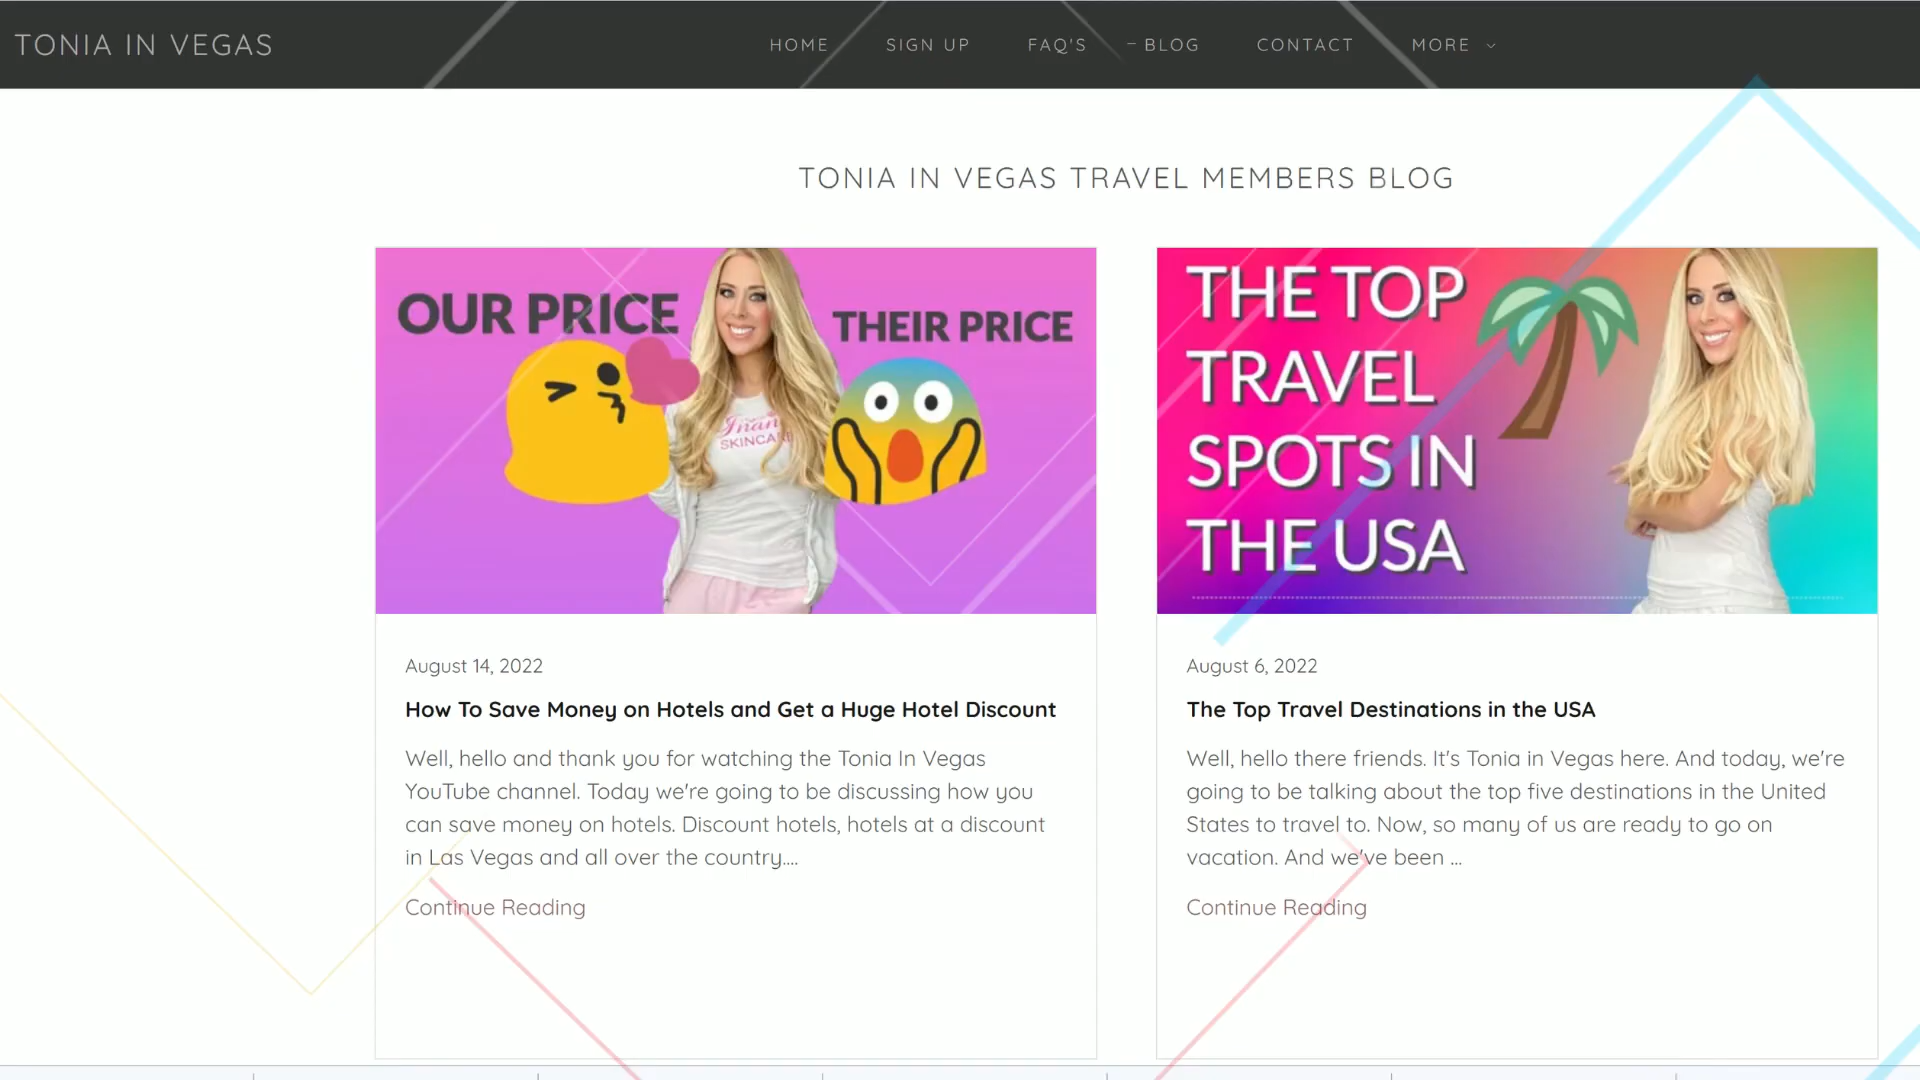 TONIA IN VEGAS
HOME
SIGN UP
FAQ'S
– BLOG
CONTACT
MORE
TONIA IN VEGAS TRAVEL MEMBERS BLOG
OUR PRICE
THEIR PRICE
SKINCARE
THE TOP
TRAVEL
SPOTS IN
THE USA
August 14, 2022
How To Save Money on Hotels and Get a Huge Hotel Discount
Well, hello and thank you for watching the Tonia In Vegas
YouTube channel. Today we're going to be discussing how you
can save money on hotels. Discount hotels, hotels at a discount
in Las Vegas and all over the country....
Continue Reading
August 6, 2022
The Top Travel Destinations in the USA
Well, hello there friends. It's Tonia in Vegas here. And today, we're
going to be talking about the top five destinations in the United
States to travel to. Now, so many of us are ready to go on
vacation. And we've been ...
Continue Reading